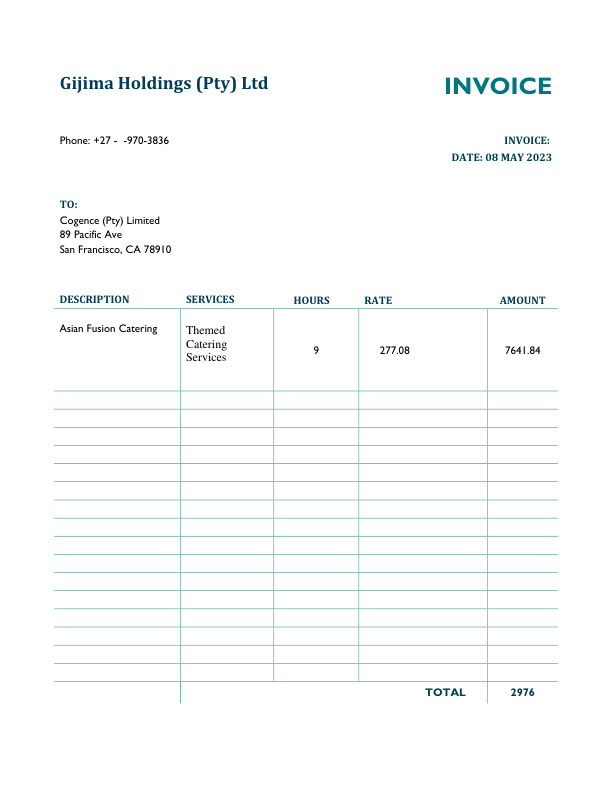 Gijima Holdings (Pty) Ltd
INVOICE
Phone: +27 -  -970-3836
INVOICE:
DATE: 08 MAY 2023
TO:
Cogence (Pty) Limited
89 Pacific Ave
San Francisco, CA 78910
DESCRIPTION SERVICES HOURS RATE AMOUNT
Asian Fusion Catering
Themed
Catering
Services
9 277.08 7641.84
TOTAL 2976